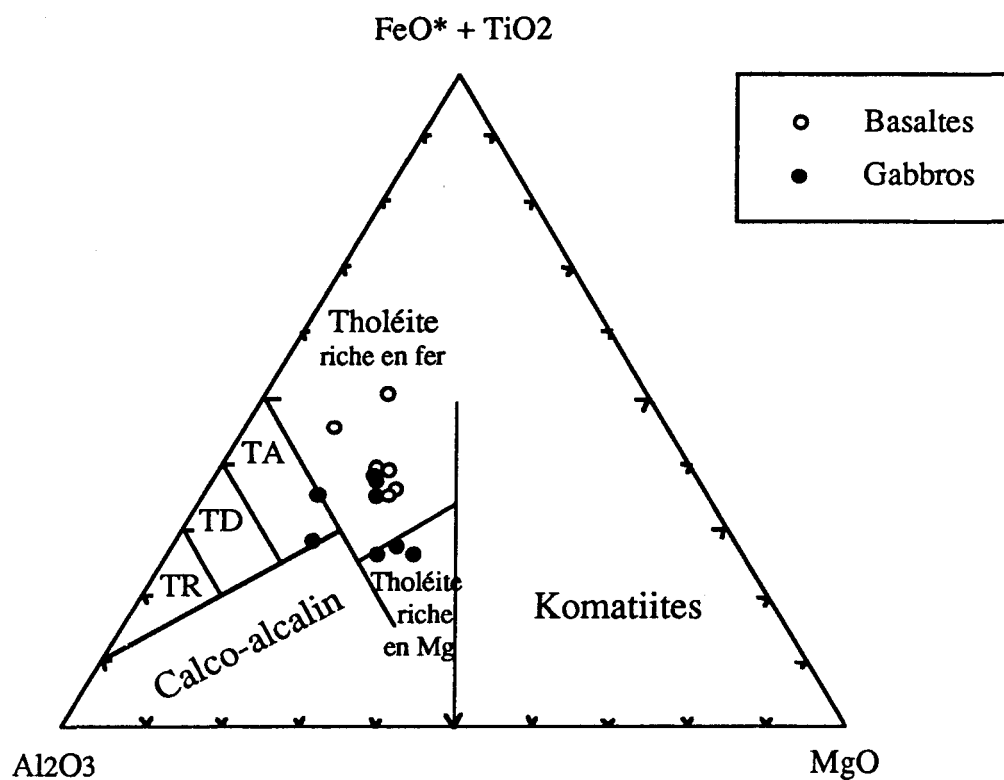 FeO* + TiO2
Basaltes
Gabbros
Tholéite
riche en fer
TA
TD
TR
Tholéite
riche
en Mg
Calco-alcalin
Komatiites
Al2O3
MgO